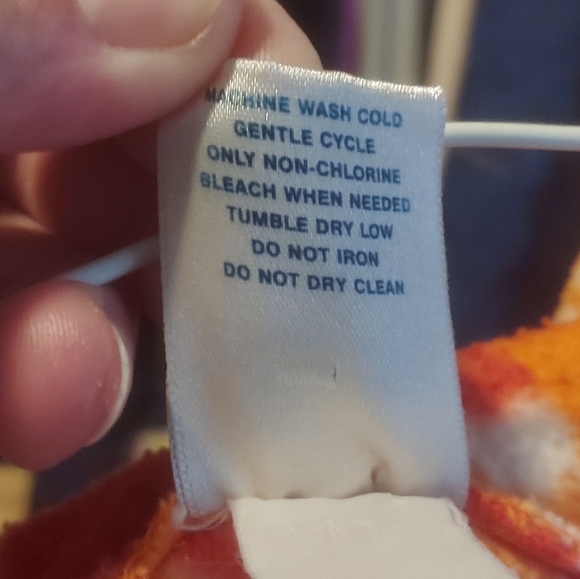 MACHINE WASH COLD
GENTLE CYCLE
ONLY NON-CHLORINE
BLEACH WHEN NEEDED
TUMBLE DRY LOW
DO NOT IRON
DO NOT DRY CLEAN